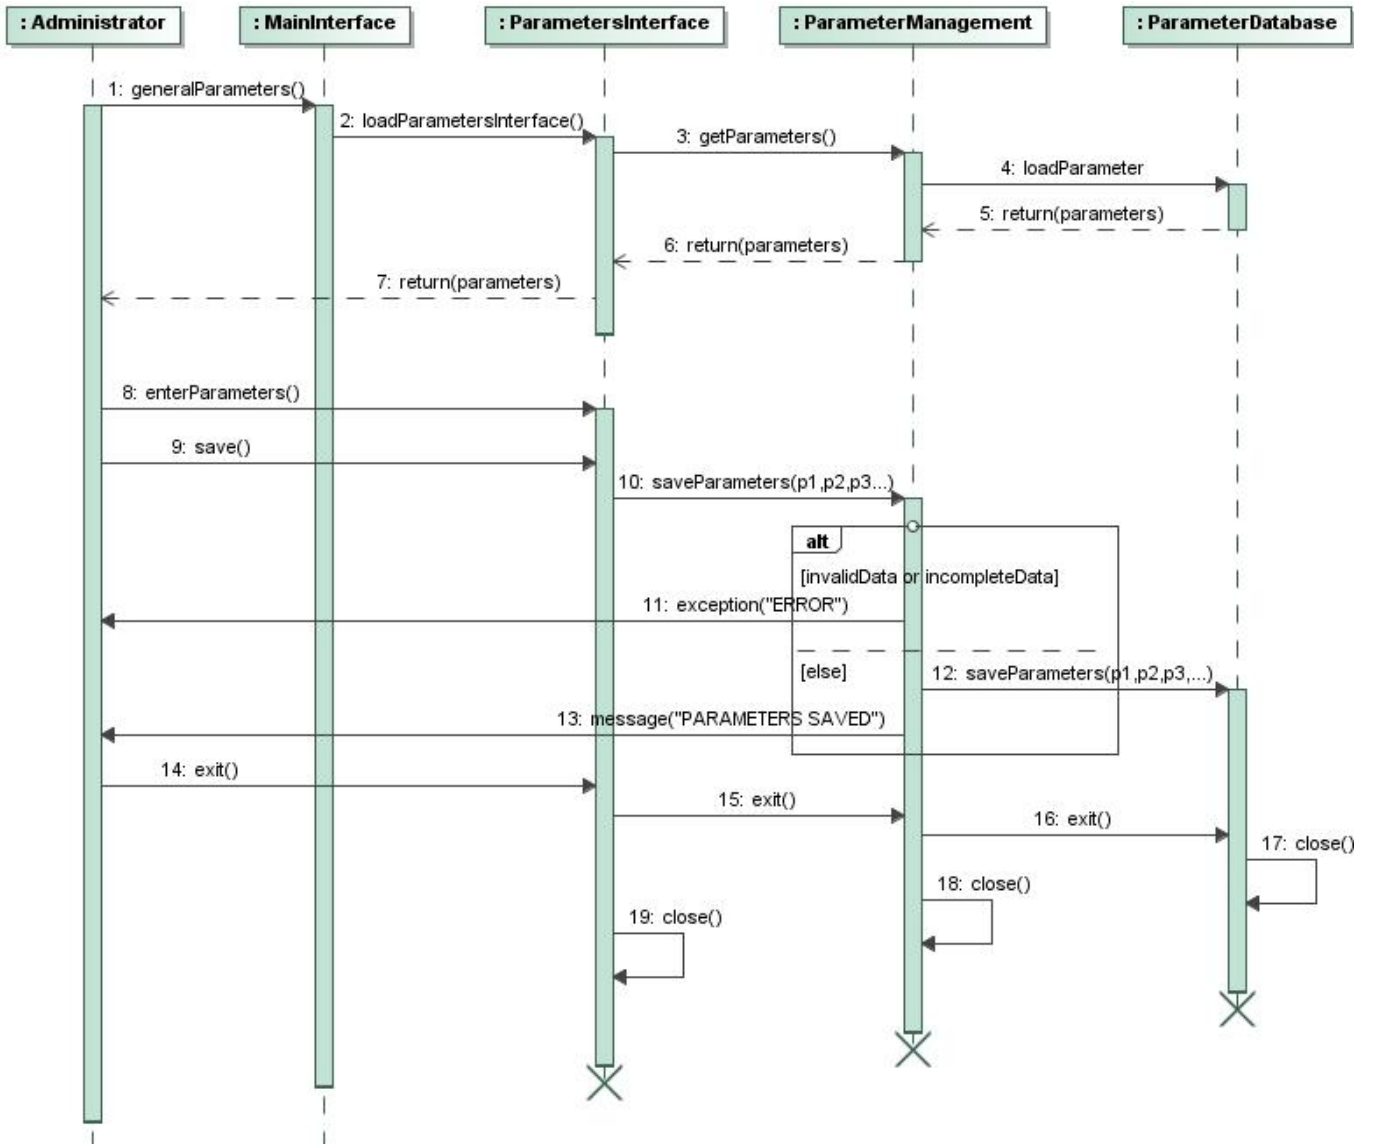 : Administrator
: MainInterface
: ParametersInterface
: ParameterManagement
: ParameterDatabase
1: generalParameters()
2: loadParametersInterface()
3: getParameters()
4: loadParameter
5: return(parameters)
6: return(parameters)
7: return(parameters)
8: enterParameters()
9: save()
10: saveParameters(p1,p2,p3...)
alt
[invalidData or incompleteData]
11: exception("ERROR")
[else]
12: saveParameters(p1,p2,p3,...)
13: message("PARAMETERS SAVED")
14: exit()
15: exit()
16: exit()
17: close()
18: close()
19: close()